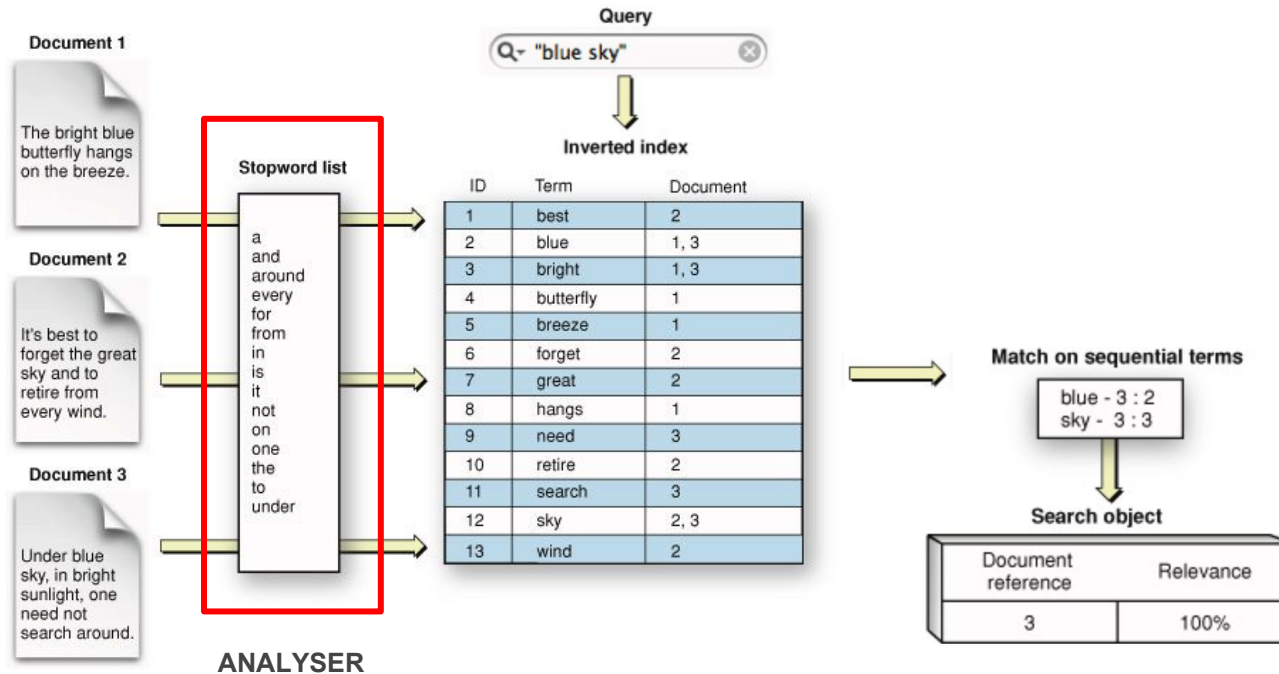 Query
"blue sky"
Document 1
The bright blue
butterfly hangs
on the breeze.
Document 2
It's best to
forget the great
sky and to
retire from
every wind.
Document 3
Under blue
sky, in bright
sunlight, one
need not
search around.
Stopword list
a
and
around
every
for
from
in
is
it
not
on
one
the
to
under
ANALYSER
Inverted index
ID Term Document
1 best 2
2 blue 1, 3
3 bright 1, 3
4 butterfly 1
5 breeze 1
6 forget 2
7 great 2
8 hangs 1
9 need 3
10 retire 2
11 search 3
12 sky 2, 3
13 wind 2
Match on sequential terms
blue - 3 : 2
sky - 3 : 3
Search object
Document
reference
Relevance
3 100%